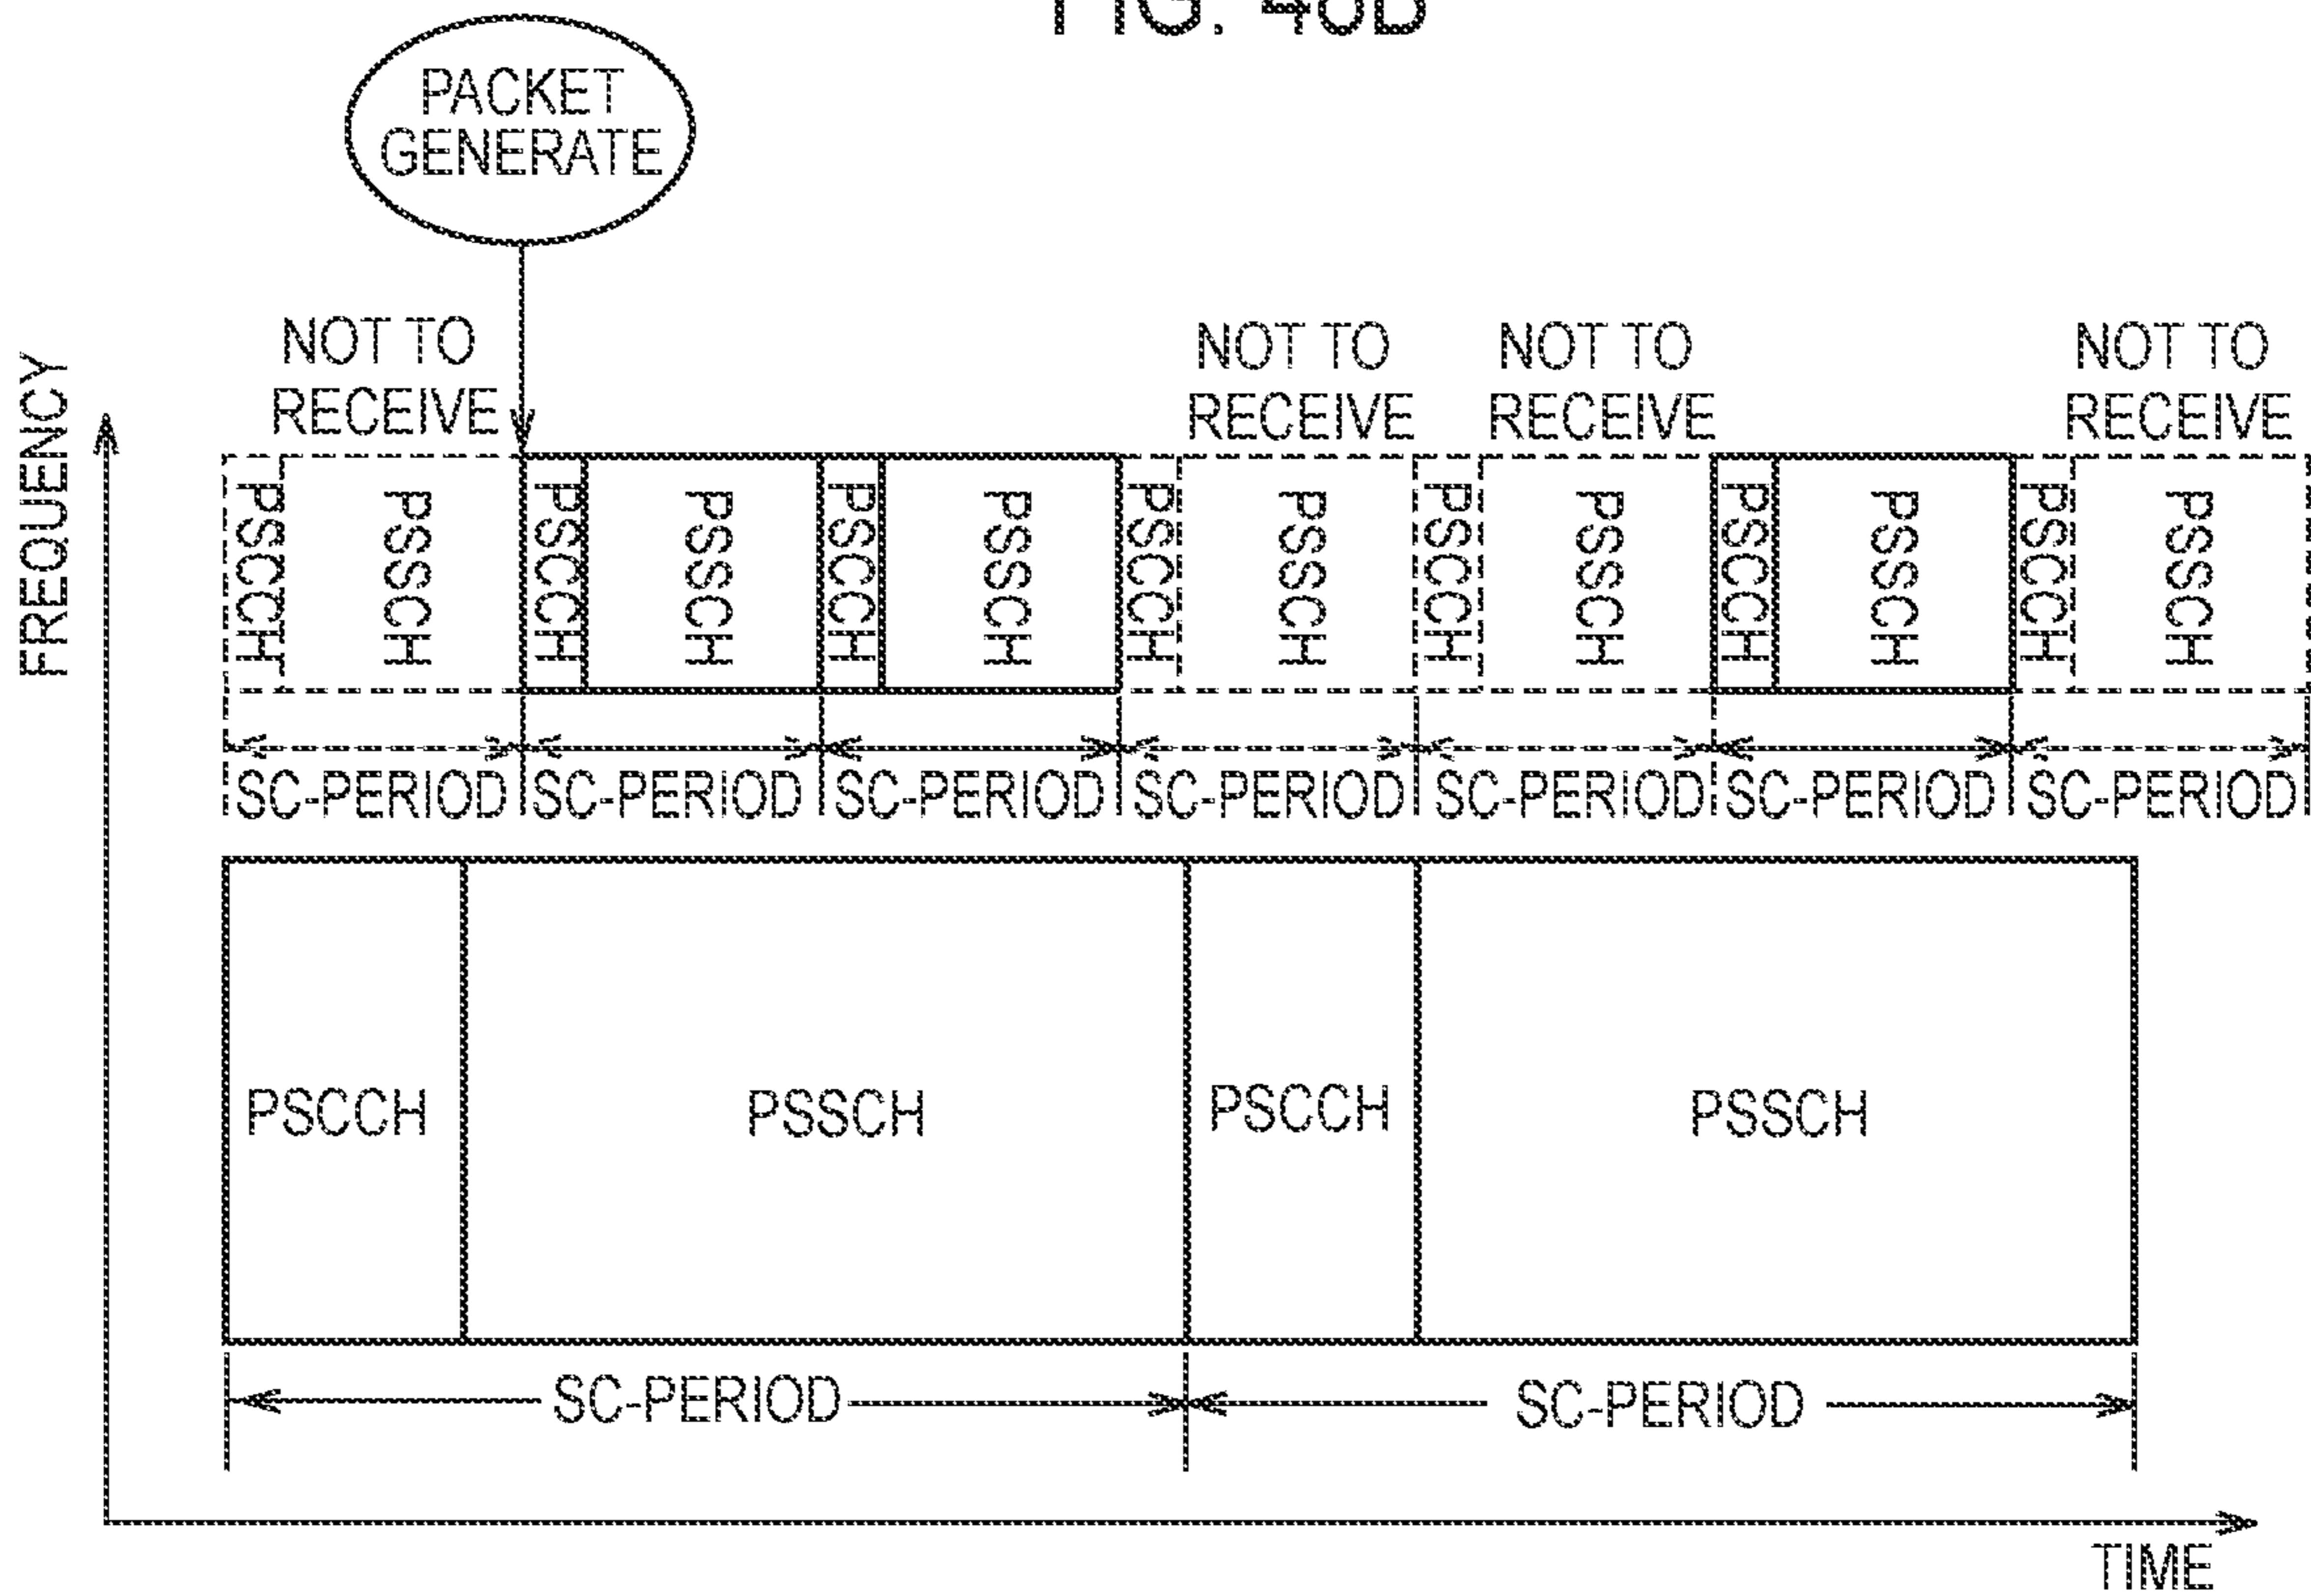 PACKET
GENERATE
NOT TO
RECEIVE
NOT TO
RECEIVE
NOT TO
RECEIVE
NOT TO
RECEIVE
FREQUENCY
PSCCH PSSCH PSCCH PSSCH PSCCH PSSCH PSCCH PSSCH PSCCH PSSCH PSCCH PSSCH PSCCH PSSCH
SC-PERIOD SC-PERIOD SC-PERIOD SC-PERIOD SC-PERIOD SC-PERIOD SC-PERIOD
PSCCH PSSCH PSCCH PSSCH
SC-PERIOD SC-PERIOD
TIME